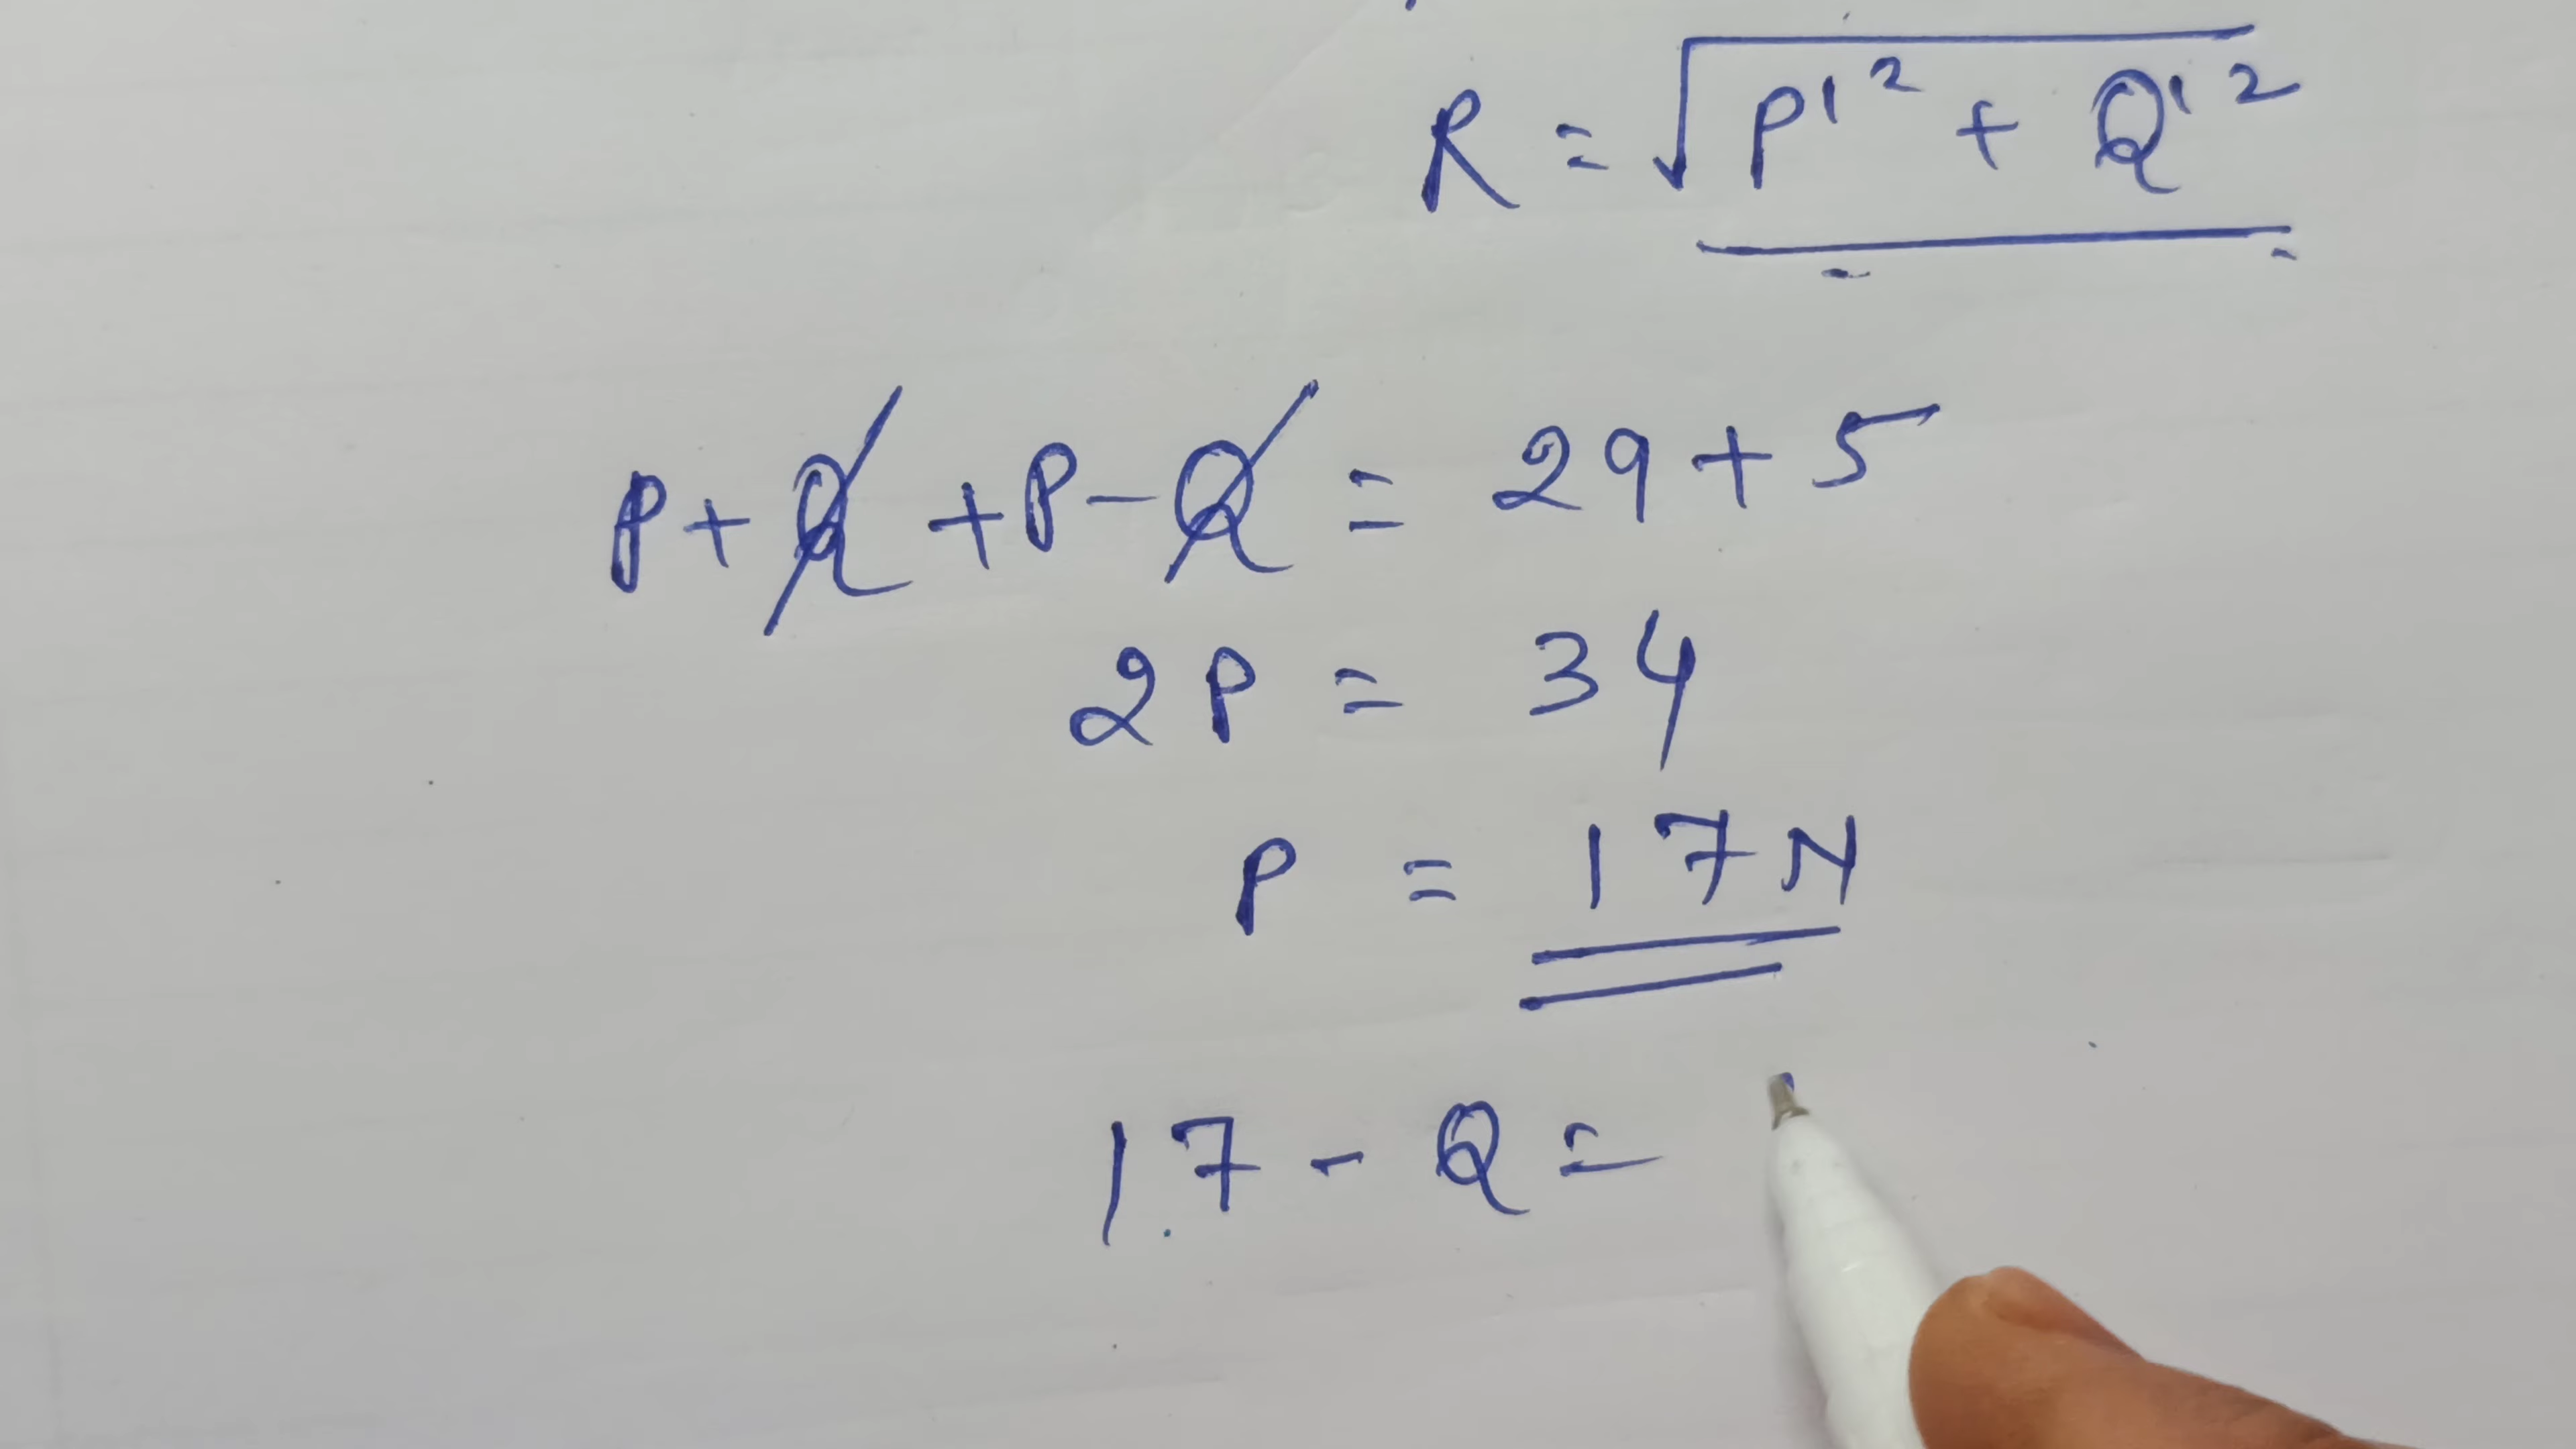 R = √P'² + Q'²
P + Q + P - Q = 29 + 5
2P = 34
P = 17N
17 - Q =